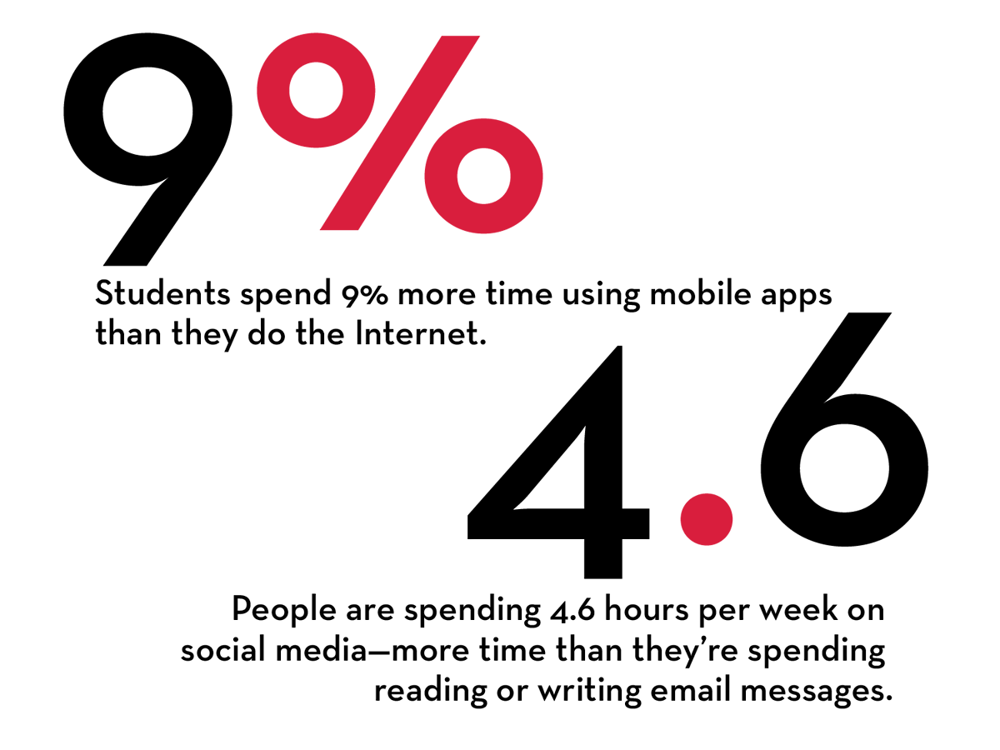 9%
Students spend 9% more time using mobile apps
than they do the Internet.
4.6
People are spending 4.6 hours per week on
social media—more time than they’re spending
reading or writing email messages.